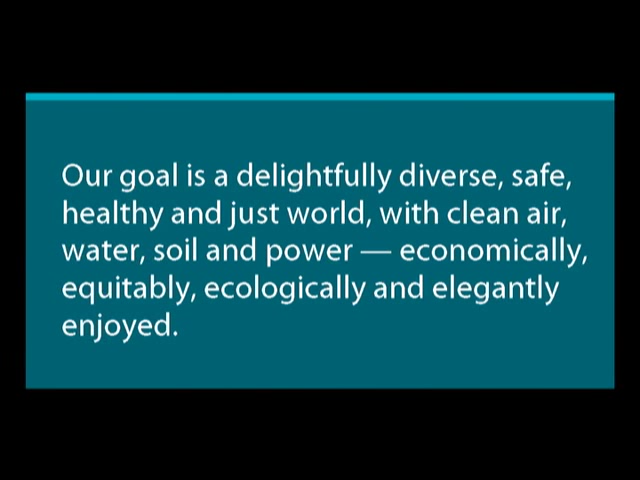 Our goal is a delightfully diverse, safe,
healthy and just world, with clean air,
water, soil and power — economically,
equitably, ecologically and elegantly
enjoyed.